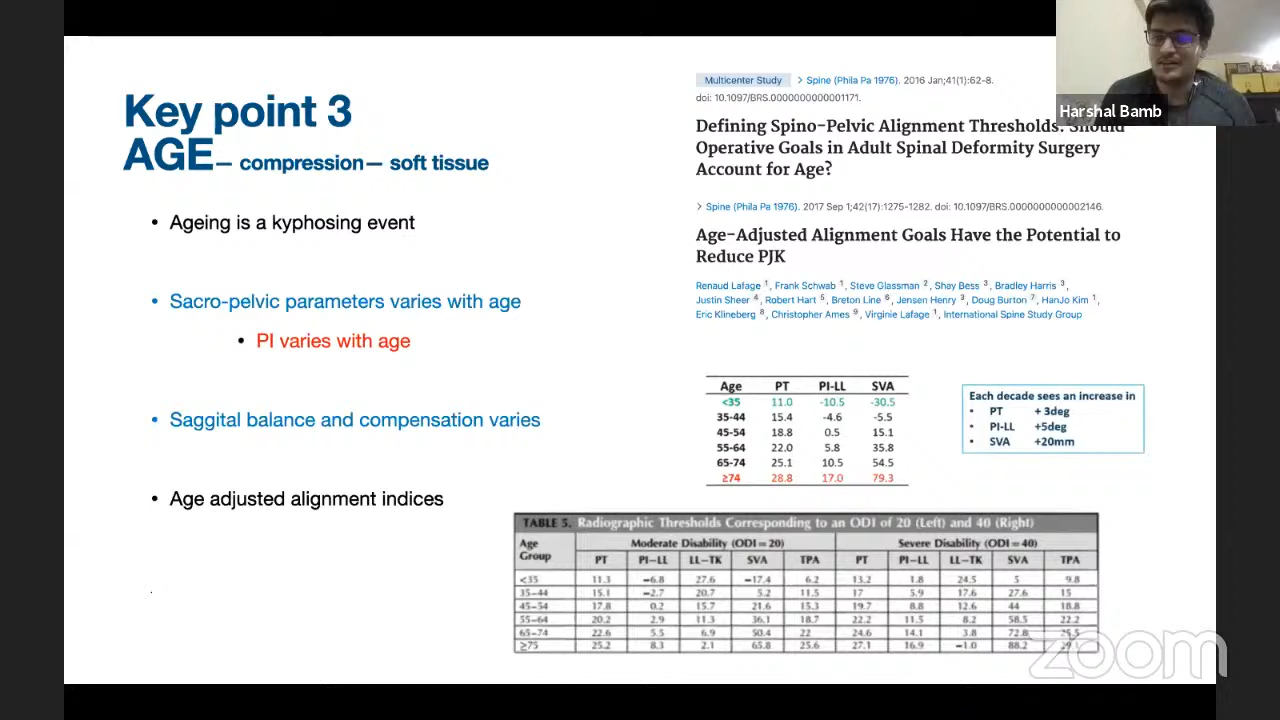 Harshal Bamb
Key point 3
AGE– compression– soft tissue
• Ageing is a kyphosing event
• Sacro-pelvic parameters varies with age
• PI varies with age
• Saggital balance and compensation varies
• Age adjusted alignment indices
Multicenter Study > Spine (Phila Pa 1976). 2016 Jan;41(1):62-8.
doi: 10.1097/BRS.0000000000001171.
Defining Spino-Pelvic Alignment Thresholds: Should
Operative Goals in Adult Spinal Deformity Surgery
Account for Age?
> Spine (Phila Pa 1976). 2017 Sep 1;42(17):1275-1282. doi: 10.1097/BRS.0000000000002146.
Age-Adjusted Alignment Goals Have the Potential to
Reduce PJK
Renaud Lafage 1, Frank Schwab 1, Steve Glassman 2, Shay Bess 3, Bradley Harris 3,
Justin Sheer 4, Robert Hart 5, Breton Line 6, Jensen Henry 3, Doug Burton 7, HanJo Kim 1,
Eric Klineberg 8, Christopher Ames 9, Virginie Lafage 1, International Spine Study Group
Age PT PI-LL SVA
<35 11.0 -10.5 -30.5
35-44 15.4 -4.6 -5.5
45-54 18.8 0.5 15.1
55-64 22.0 5.8 35.8
65-74 25.1 10.5 54.5
≥74 28.8 17.0 79.3
Each decade sees an increase in
• PT + 3deg
• PI-LL +5deg
• SVA +20mm
TABLE 5. Radiographic Thresholds Corresponding to an ODI of 20 (Left) and 40 (Right)
Age Group Moderate Disability (ODI=20) Severe Disability (ODI=40)
PT PI–LL LL–TK SVA TPA PT PI–LL LL–TK SVA TPA
<35 11.3 −6.8 27.6 −17.4 6.2 13.2 1.8 24.5 5 9.8
35–44 15.1 −2.7 20.7 5.2 11.5 17 5.9 17.6 27.6 15
45–54 17.8 0.2 15.7 21.6 15.3 19.7 8.8 12.6 44 18.8
55–64 20.2 2.9 11.3 36.1 18.7 22.2 11.5 8.2 58.5 22.2
65–74 22.6 5.5 6.9 50.4 22 24.6 14.1 3.8 72.8 25.5
≥75 25.2 8.3 2.1 65.8 25.6 27.1 16.9 −1.0 88.2
zoom